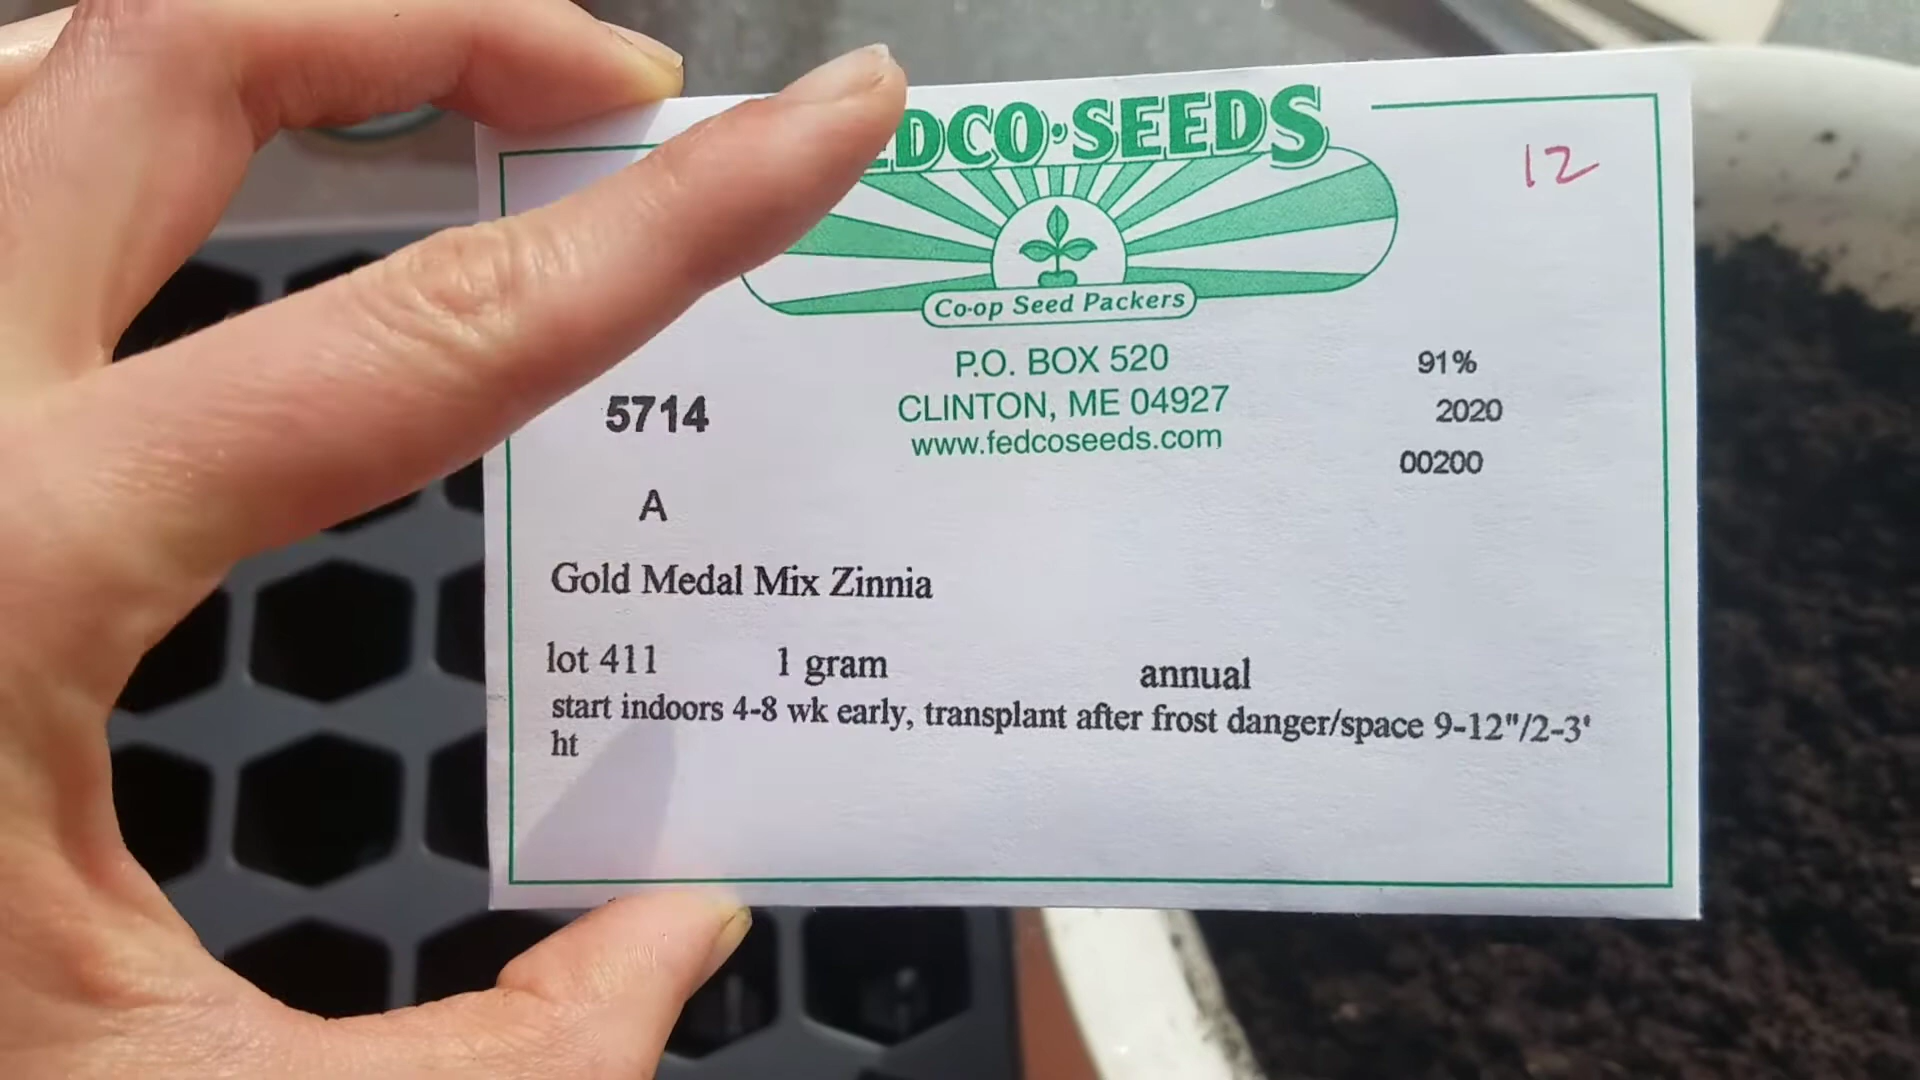 EDCO·SEEDS
12
Co-op Seed Packers
P.O. BOX 520
CLINTON, ME 04927
www.fedcoseeds.com
91%
2020
00200
5714
A
Gold Medal Mix Zinnia
lot 411 1 gram annual
start indoors 4-8 wk early, transplant after frost danger/space 9-12"/2-3'
ht